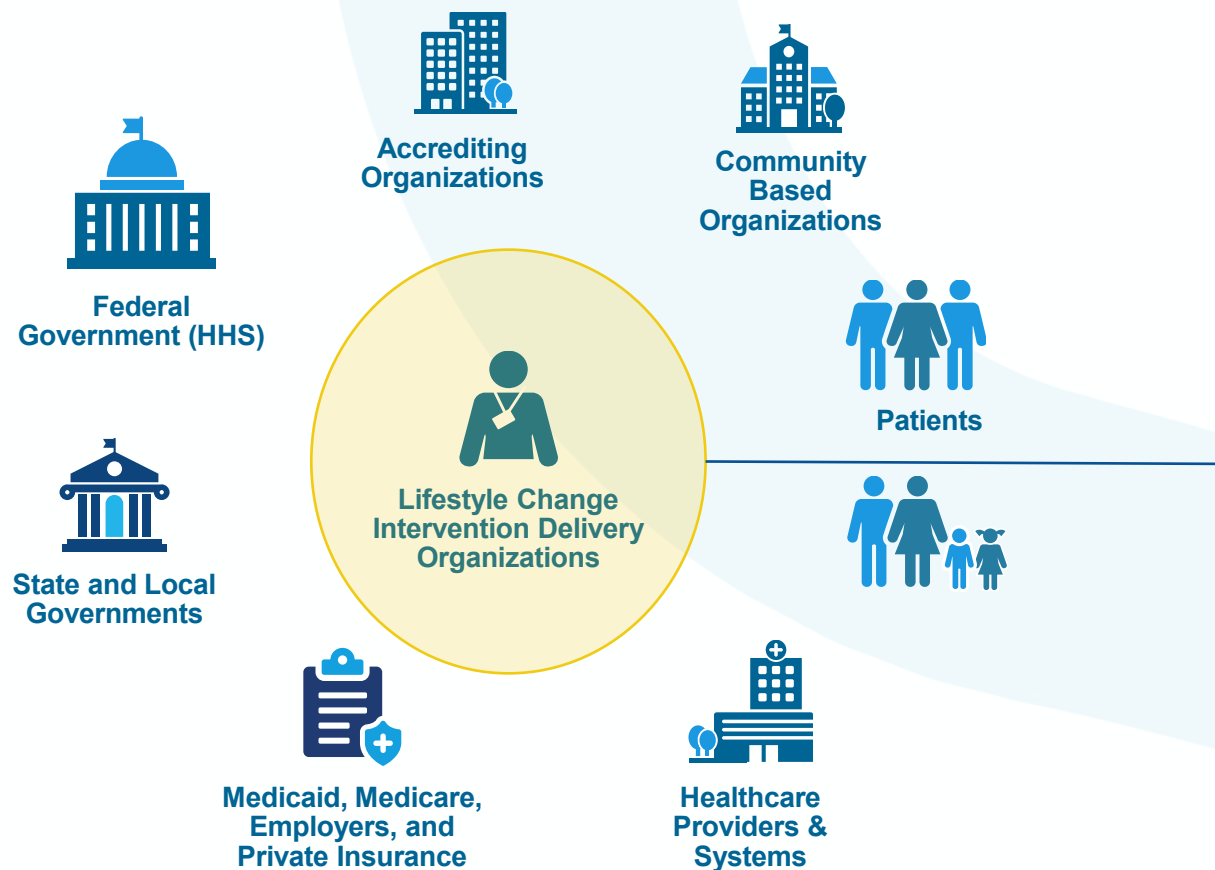 Accrediting
Organizations
Community
Based
Organizations
Federal
Government (HHS)
Patients
Lifestyle Change
Intervention Delivery
Organizations
State and Local
Governments
Medicaid, Medicare,
Employers, and
Private Insurance
Healthcare
Providers &
Systems